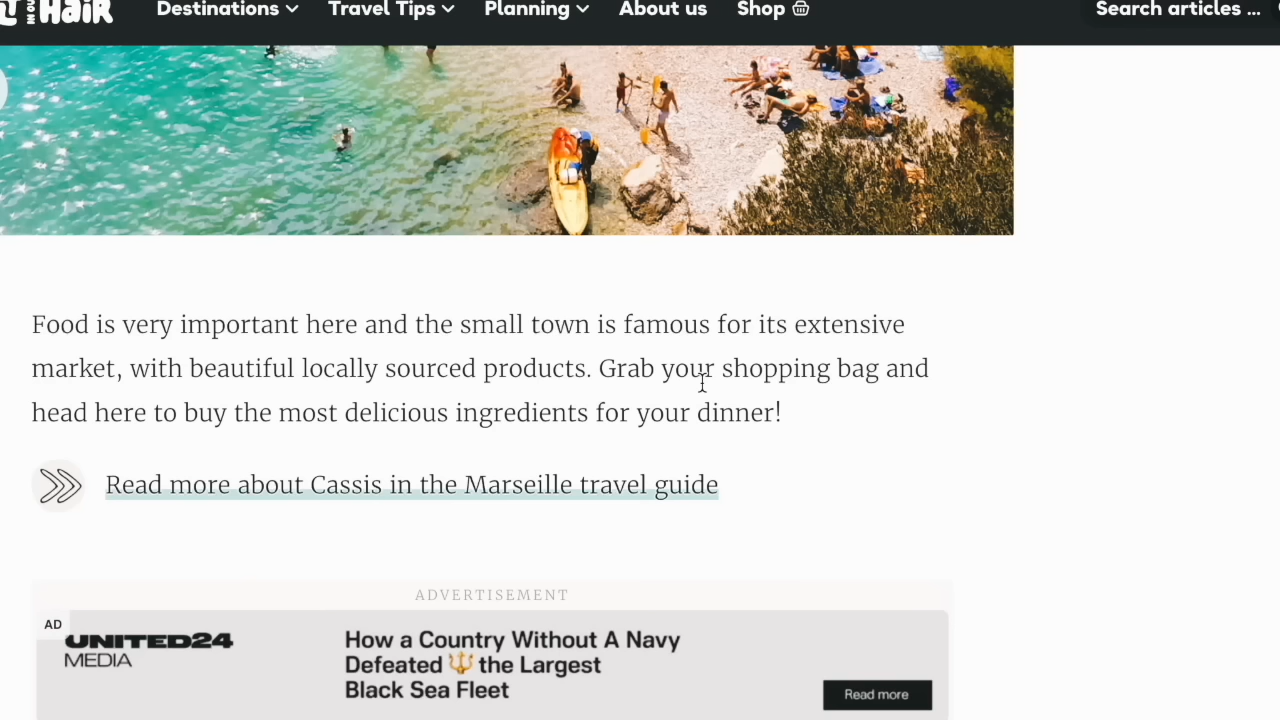 HaiR
Destinations Travel Tips Planning About us Shop Search articles ...
Food is very important here and the small town is famous for its extensive
market, with beautiful locally sourced products. Grab your shopping bag and
head here to buy the most delicious ingredients for your dinner!
Read more about Cassis in the Marseille travel guide
ADVERTISEMENT
AD
UNITED24
MEDIA
How a Country Without A Navy
Defeated 🔱 the Largest
Black Sea Fleet
Read more